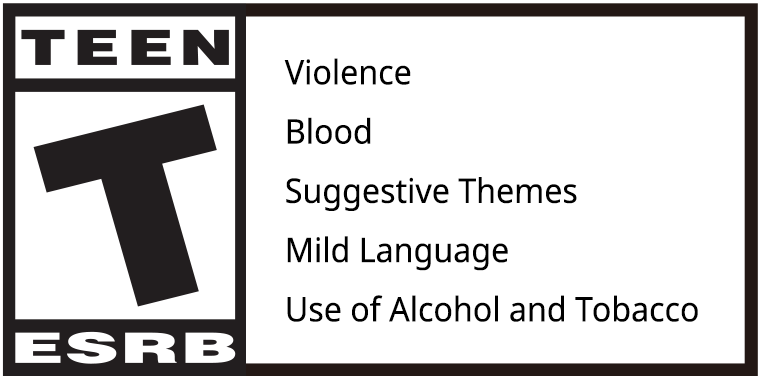 TEEN
T
ESRB
Violence
Blood
Suggestive Themes
Mild Language
Use of Alcohol and Tobacco